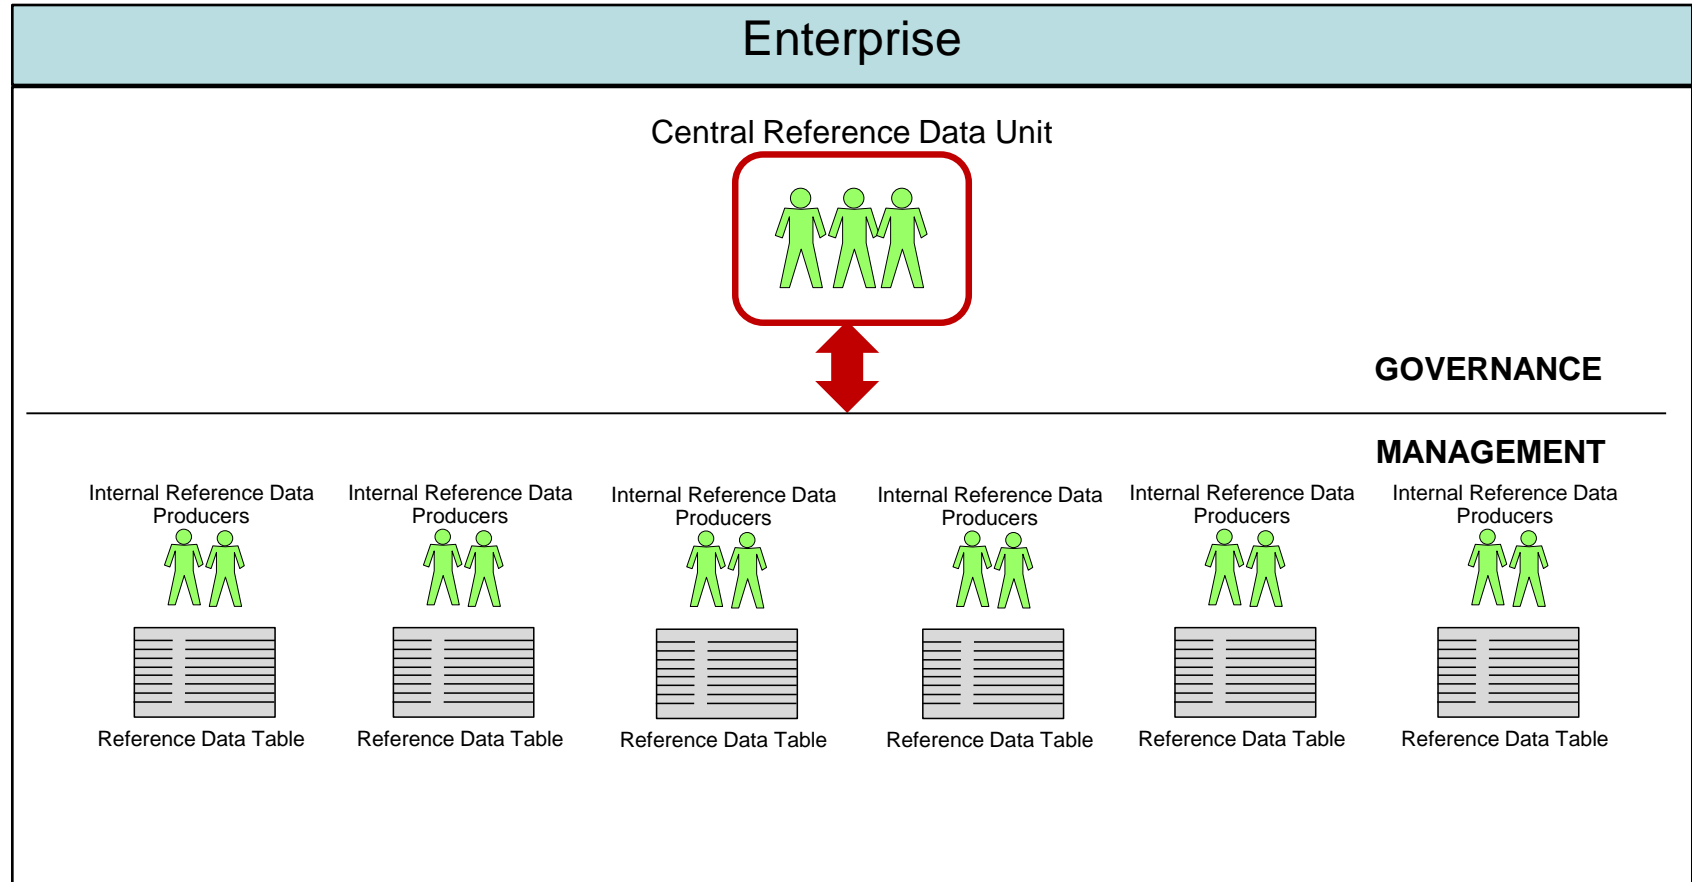 Enterprise
Central Reference Data Unit
GOVERNANCE
MANAGEMENT
Internal Reference Data
Producers
Internal Reference Data
Producers
Internal Reference Data
Producers
Internal Reference Data
Producers
Internal Reference Data
Producers
Internal Reference Data
Producers
Reference Data Table
Reference Data Table
Reference Data Table
Reference Data Table
Reference Data Table
Reference Data Table